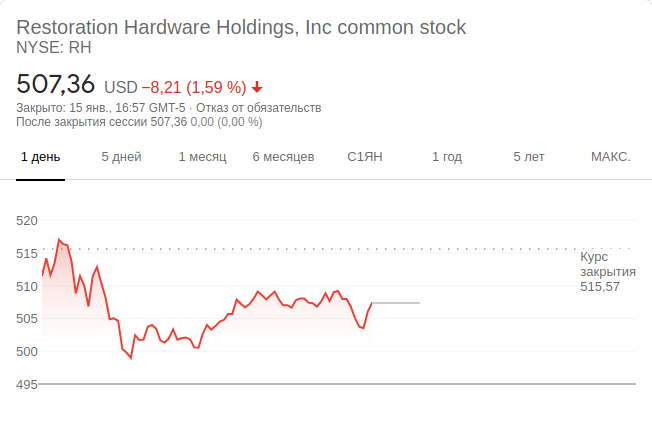 Restoration Hardware Holdings, Inc common stock
NYSE: RH
507,36 USD −8,21 (1,59 %)
Закрыто: 15 янв., 16:57 GMT-5 · Отказ от обязательств
После закрытия сессии 507,36 0,00 (0,00 %)
1 день 5 дней 1 месяц 6 месяцев С1ЯН 1 год 5 лет МАКС.
520
515
Курс
закрытия
510 515,57
505
500
495